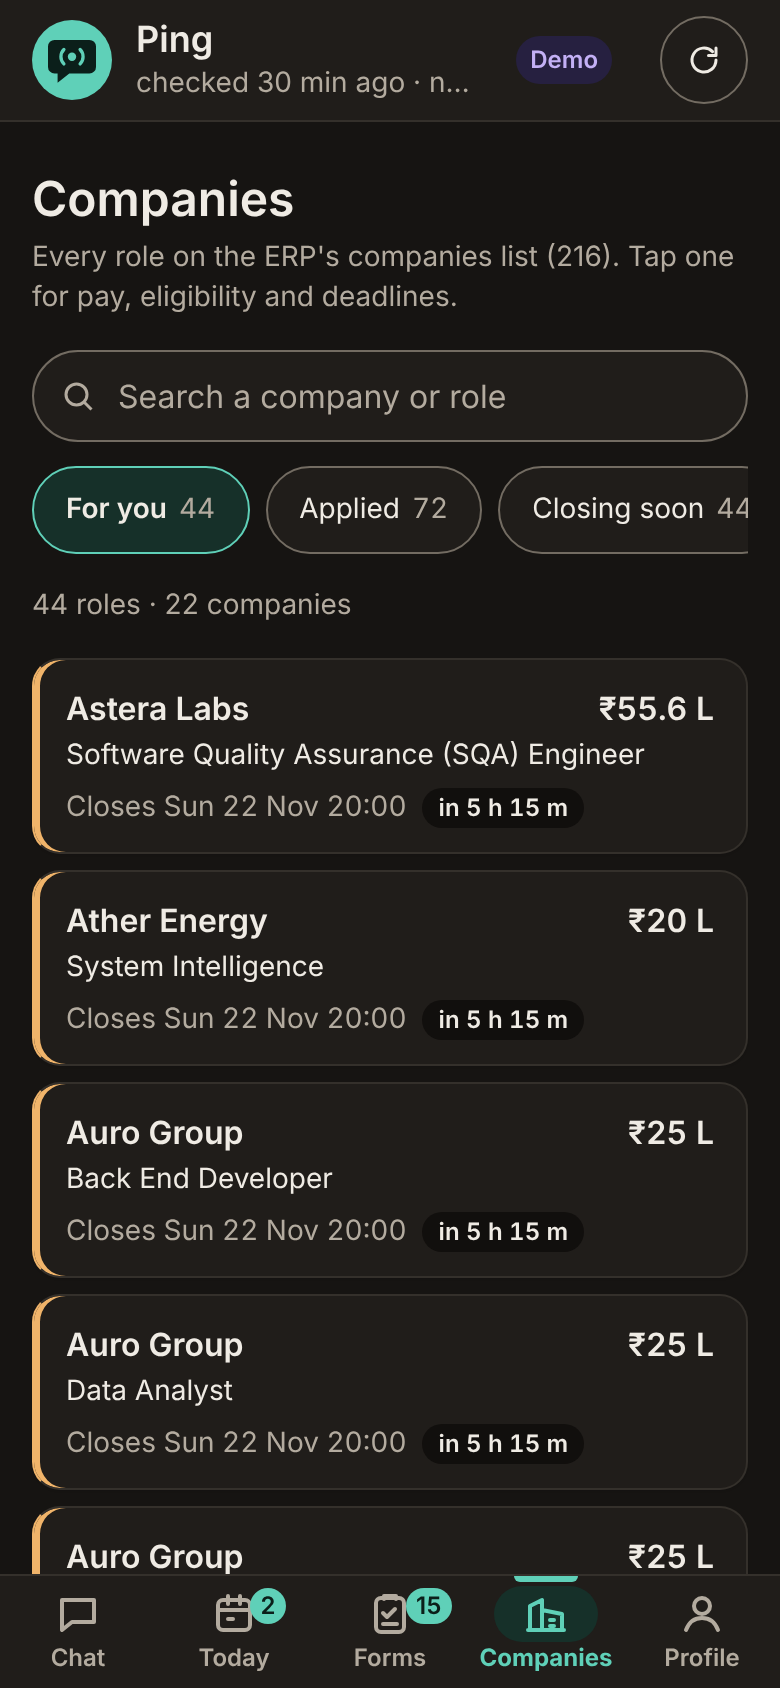 Ping
checked 30 min ago · n...
Demo
Companies
Every role on the ERP's companies list (216). Tap one
for pay, eligibility and deadlines.
Search a company or role
For you 44
Applied 72
Closing soon 44
44 roles · 22 companies
Astera Labs ₹55.6 L
Software Quality Assurance (SQA) Engineer
Closes Sun 22 Nov 20:00 in 5 h 15 m
Ather Energy ₹20 L
System Intelligence
Closes Sun 22 Nov 20:00 in 5 h 15 m
Auro Group ₹25 L
Back End Developer
Closes Sun 22 Nov 20:00 in 5 h 15 m
Auro Group ₹25 L
Data Analyst
Closes Sun 22 Nov 20:00 in 5 h 15 m
Auro Group ₹25 L
2
15
Chat
Today
Forms
Companies
Profile